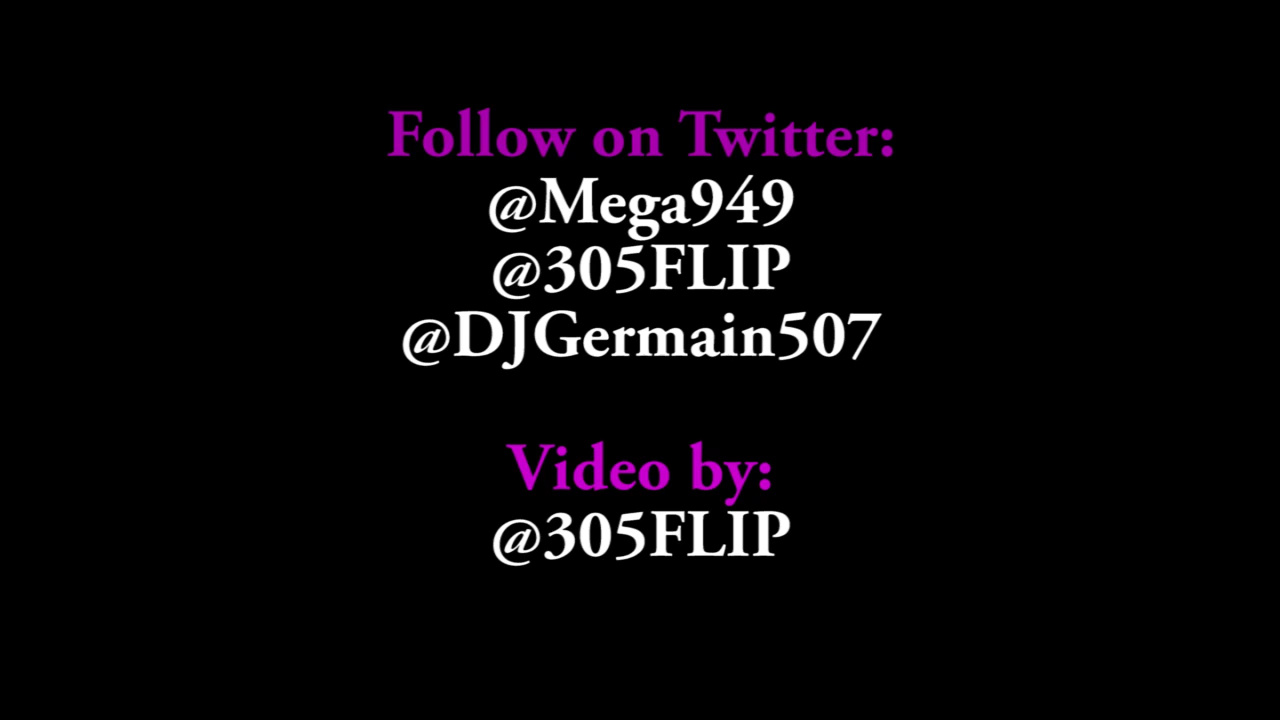 Follow on Twitter:
@Mega949
@305FLIP
@DJGermain507
Video by:
@305FLIP